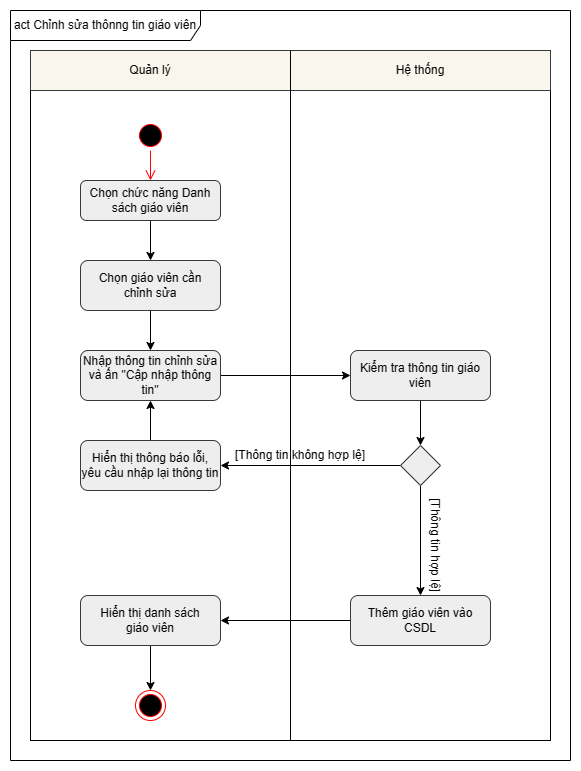 act Chỉnh sửa thônng tin giáo viên
Quản lý
Hệ thống
Chọn chức năng Danh
sách giáo viên
Chọn giáo viên cần
chỉnh sửa
Nhập thông tin chỉnh sửa
và ấn "Cập nhập thông
tin"
Kiểm tra thông tin giáo
viên
Hiển thị thông báo lỗi,
yêu cầu nhập lại thông tin
[Thông tin không hợp lệ]
[Thông tin hợp lệ]
Hiển thị danh sách
giáo viên
Thêm giáo viên vào
CSDL